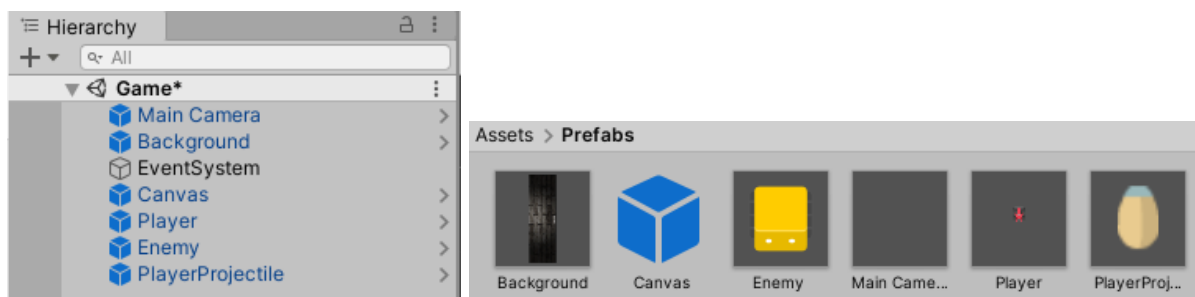 Hierarchy
All
Game*
Main Camera
Background
EventSystem
Canvas
Player
Enemy
PlayerProjectile
Assets > Prefabs
Background
Canvas
Enemy
Main Came...
Player
PlayerProj...